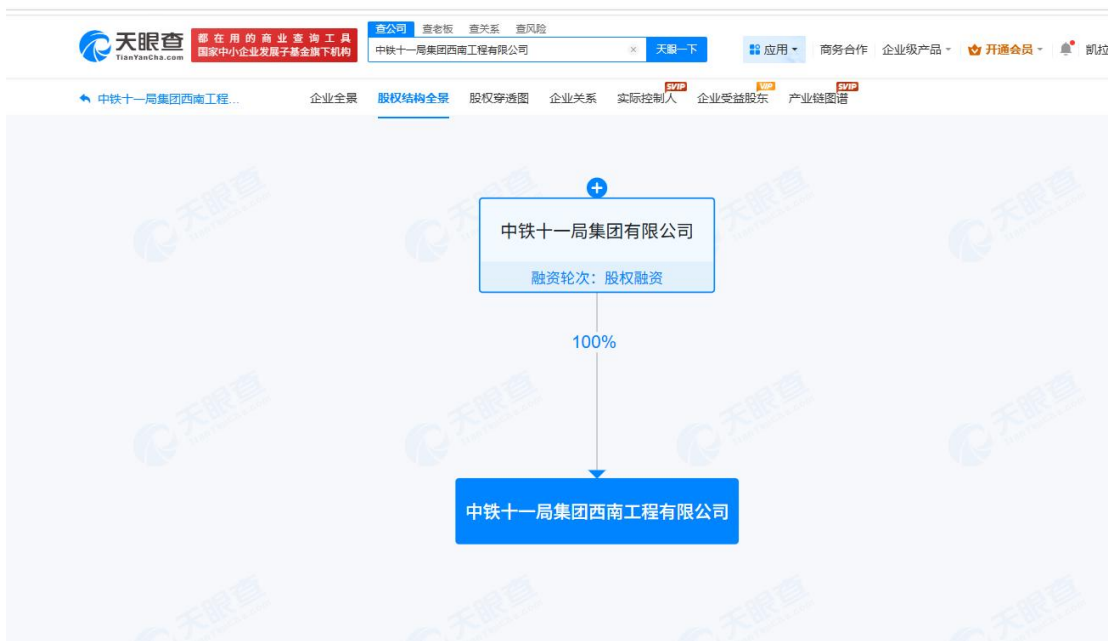 查公司 查老板 查关系 查风险
天眼查 都在用的商业查询工具
TianYanCha.com 国家中小企业发展子基金旗下机构
中铁十一局集团西南工程有限公司 × 天眼一下
应用 商务合作 企业级产品 开通会员 凯拉
中铁十一局集团西南工程... 企业全景 股权结构全景 股权穿透图 企业关系 实际控制人 SVIP 企业受益股东 VIP 产业链图谱 SVIP
中铁十一局集团有限公司
融资轮次：股权融资
100%
中铁十一局集团西南工程有限公司
天眼查
TianYanCha.com